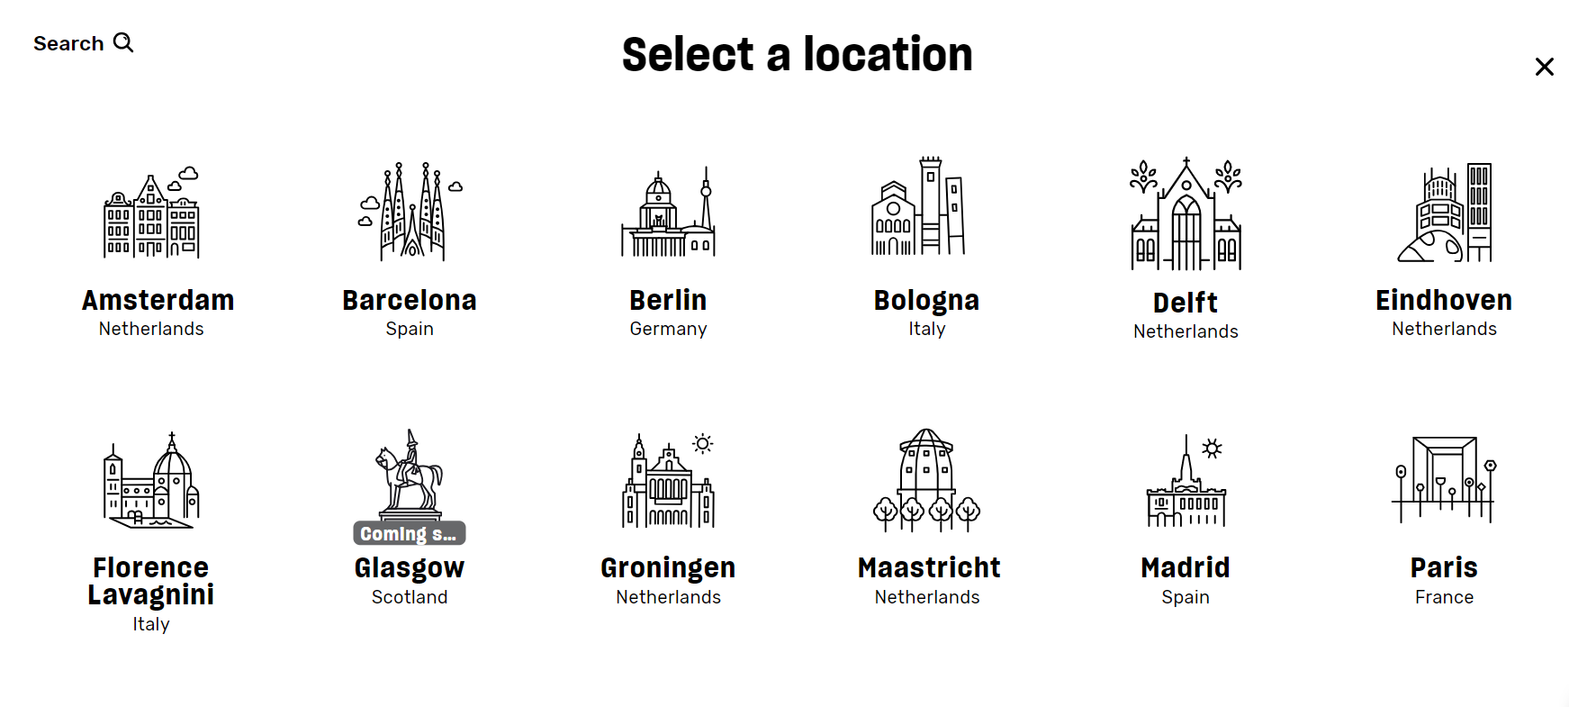 Search
Select a location
Amsterdam
Netherlands
Barcelona
Spain
Berlin
Germany
Bologna
Italy
Delft
Netherlands
Eindhoven
Netherlands
Florence
Lavagnini
Italy
Coming s...
Glasgow
Scotland
Groningen
Netherlands
Maastricht
Netherlands
Madrid
Spain
Paris
France